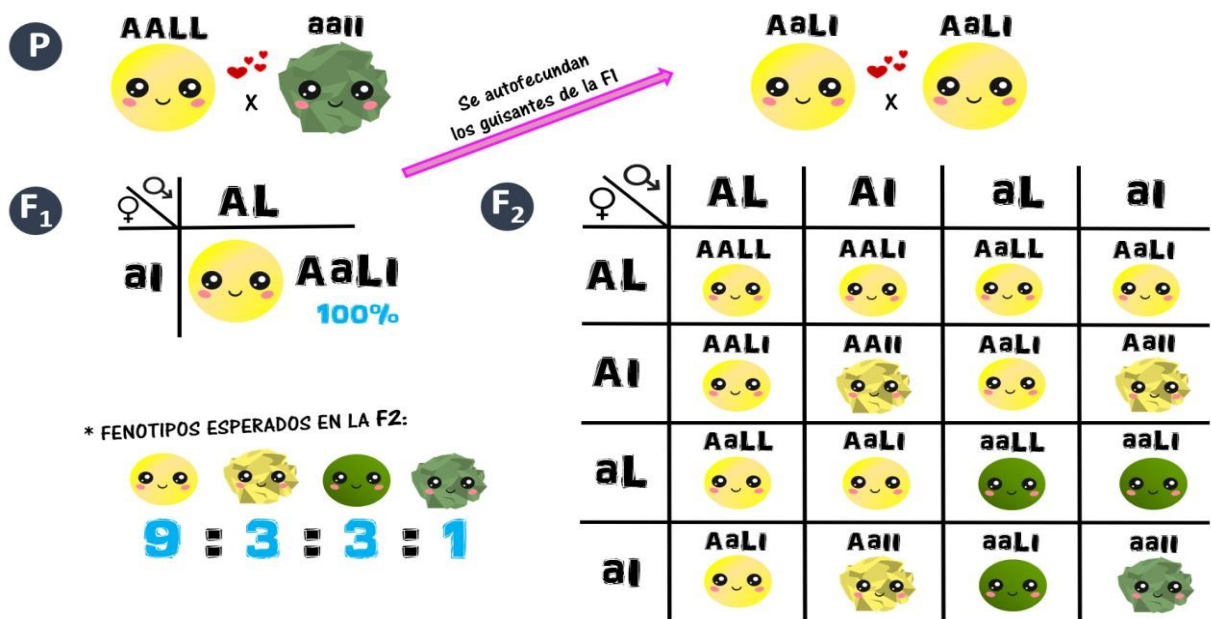 P
AALL
aall
X
Se autofecundan
los guisantes de la F1
AaLl
AaLl
X
F1
♀ ♂
AL
al
AaLl
100%
* FENOTIPOS ESPERADOS EN LA F2:
9 : 3 : 3 : 1
F2
♀ ♂ AL Al aL al
AL AALL AALl AaLL AaLl
Al AALl AAll AaLl Aall
aL AaLL AaLl aaLL aaLl
al AaLl Aall aaLl aall